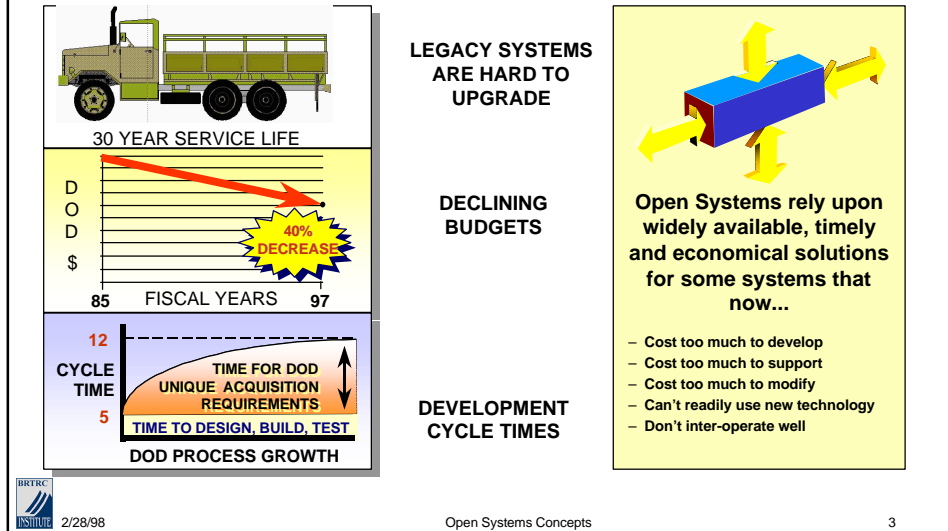 30 YEAR SERVICE LIFE
LEGACY SYSTEMS
ARE HARD TO
UPGRADE
D
O
D
$
40%
DECREASE
85
FISCAL YEARS
97
DECLINING
BUDGETS
12
CYCLE
TIME
5
TIME FOR DOD
UNIQUE ACQUISITION
REQUIREMENTS
TIME TO DESIGN, BUILD, TEST
DOD PROCESS GROWTH
DEVELOPMENT
CYCLE TIMES
Open Systems rely upon
widely available, timely
and economical solutions
for some systems that
now...
– Cost too much to develop
– Cost too much to support
– Cost too much to modify
– Can't readily use new technology
– Don't inter-operate well
BRTRC
INSTITUTE
2/28/98
Open Systems Concepts
3